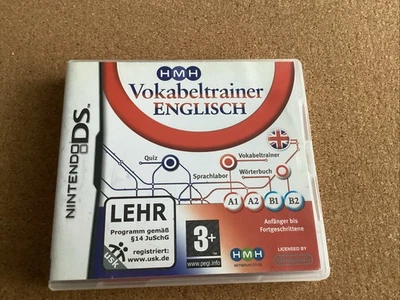 NINTENDO DS™
HMH
Vokabeltrainer
ENGLISCH
Quiz
Vokabeltrainer
Sprachlabor
Wörterbuch
A1 A2 B1 B2
Anfänger bis
Fortgeschrittene
LEHR
Programm gemäß
§14 JuSchG
registriert:
www.usk.de
usk
3+
www.pegi.info
HMH
LICENSED BY
Nintendo